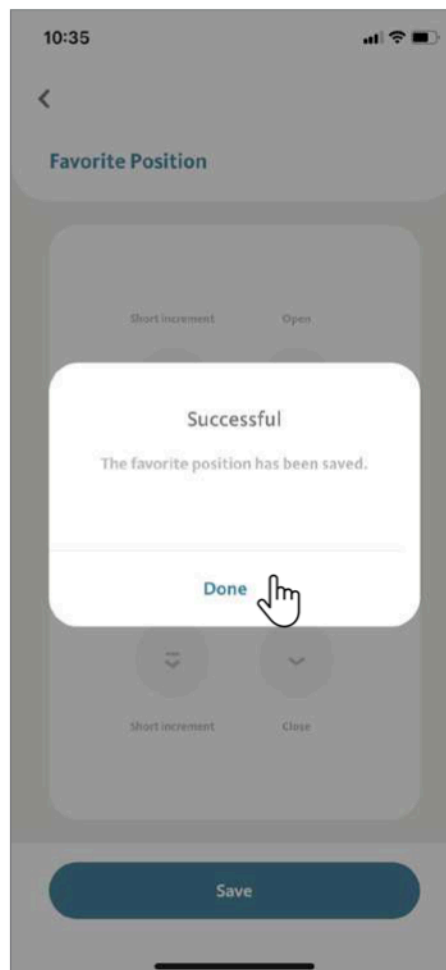 10:35
Favorite Position
Short increment Open
Successful
The favorite position has been saved.
Done
Short increment Close
Save